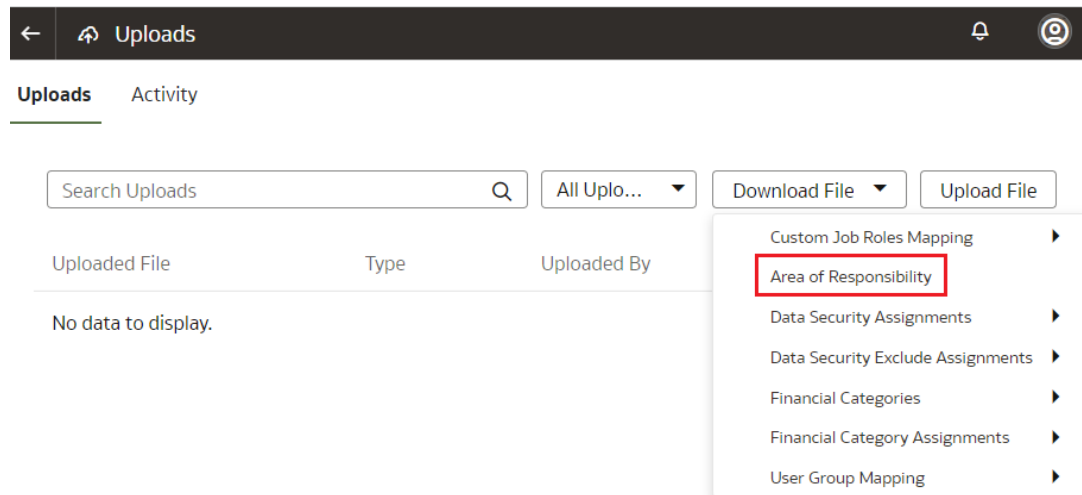 Uploads
Uploads Activity
Search Uploads All Uplo... Download File Upload File
Custom Job Roles Mapping
Uploaded File Type Uploaded By
Area of Responsibility
No data to display.
Data Security Assignments
Data Security Exclude Assignments
Financial Categories
Financial Category Assignments
User Group Mapping